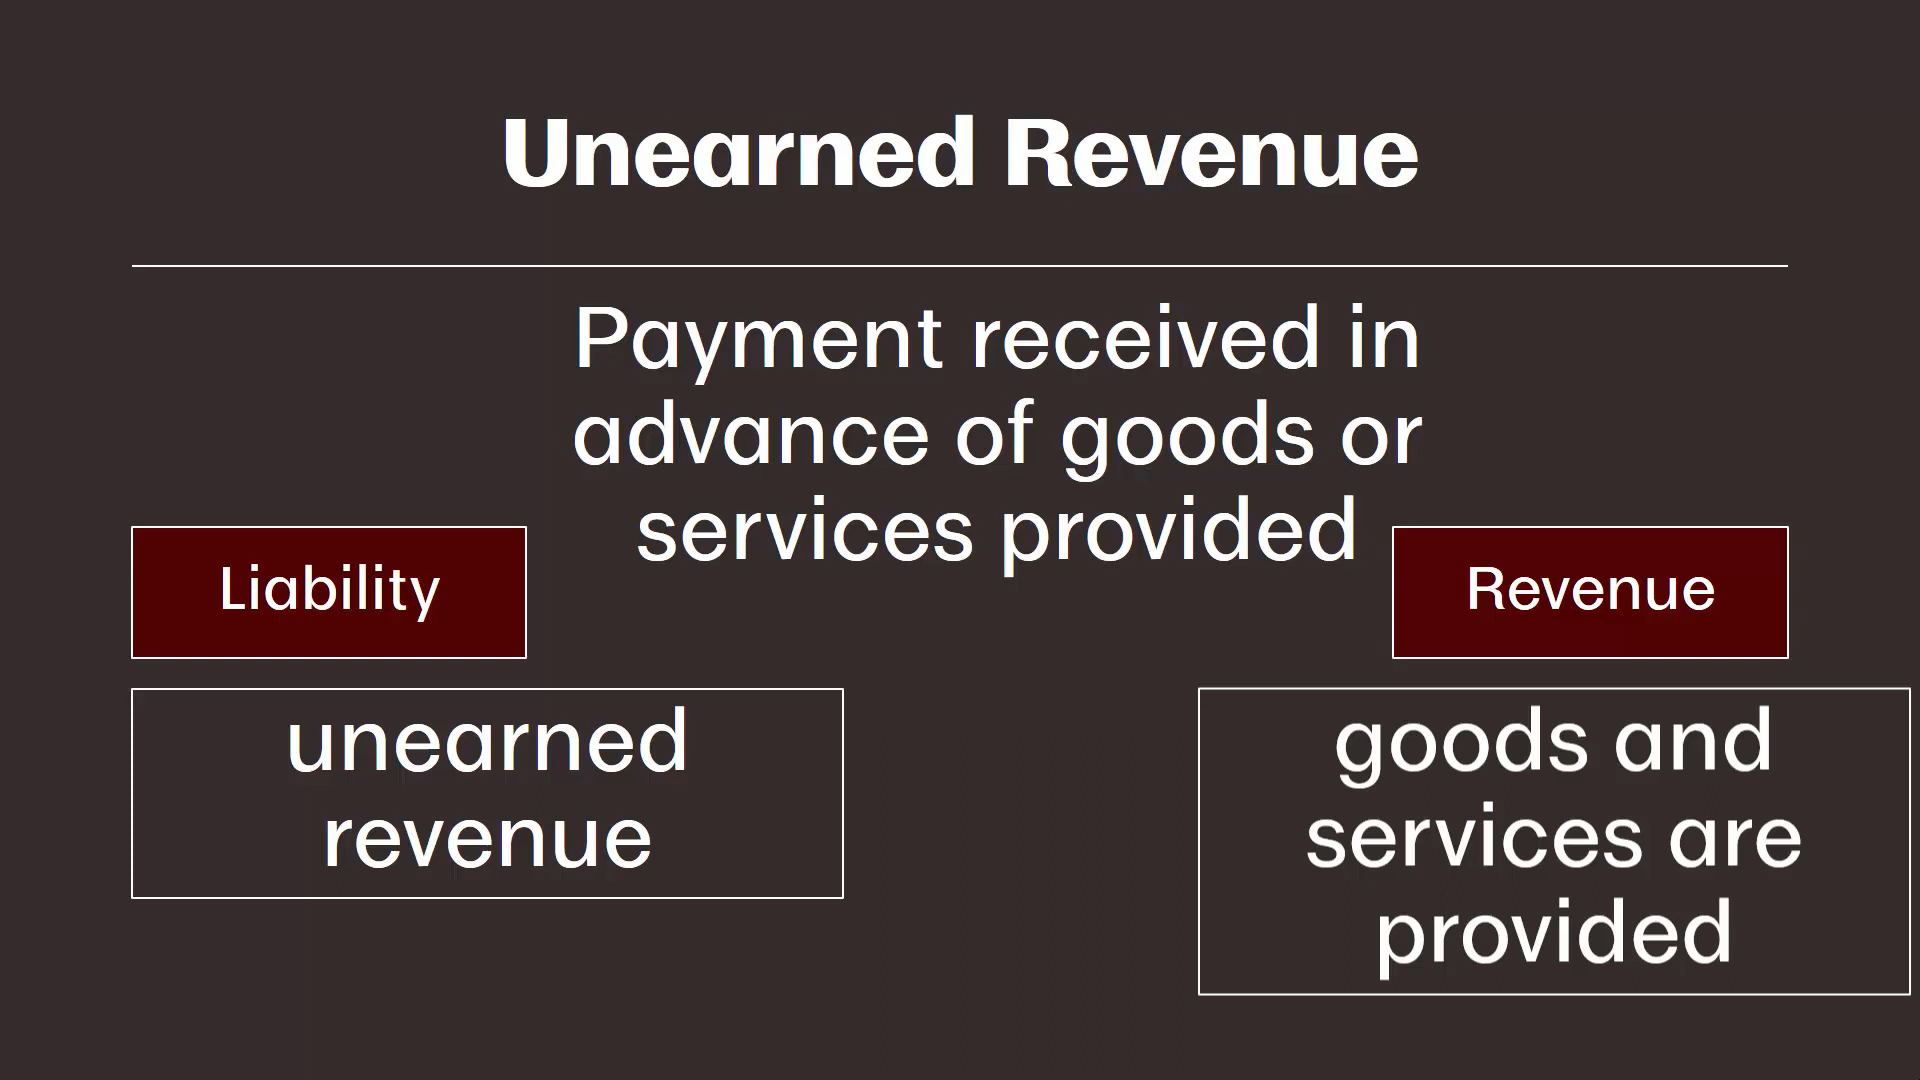 Unearned Revenue
Payment received in
advance of goods or
services provided
Liability
Revenue
unearned
revenue
goods and
services are
provided